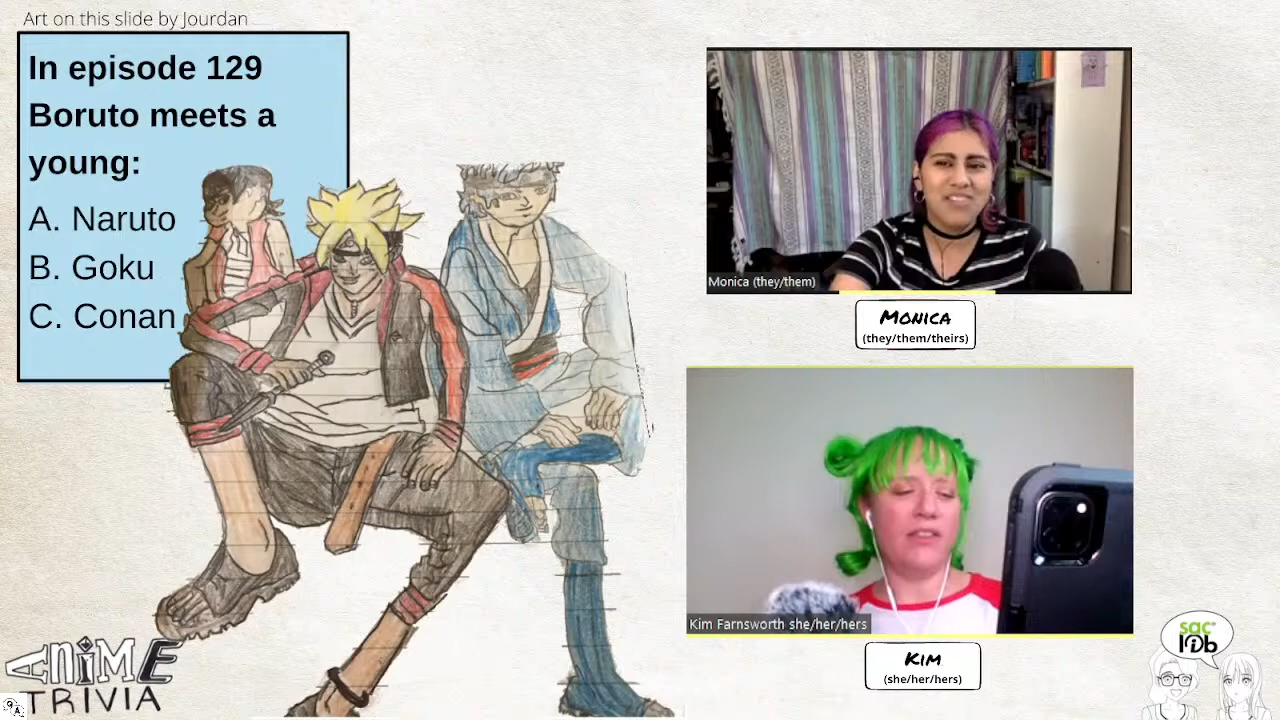 Art on this slide by Jourdan
In episode 129
Boruto meets a
young:
A. Naruto
B. Goku
C. Conan
Monica (they/them)
MONICA
(they/them/theirs)
Kim Farnsworth she/her/hers
KIM
(she/her/hers)
ANIME
TRIVIA
sac
lib
Q
A